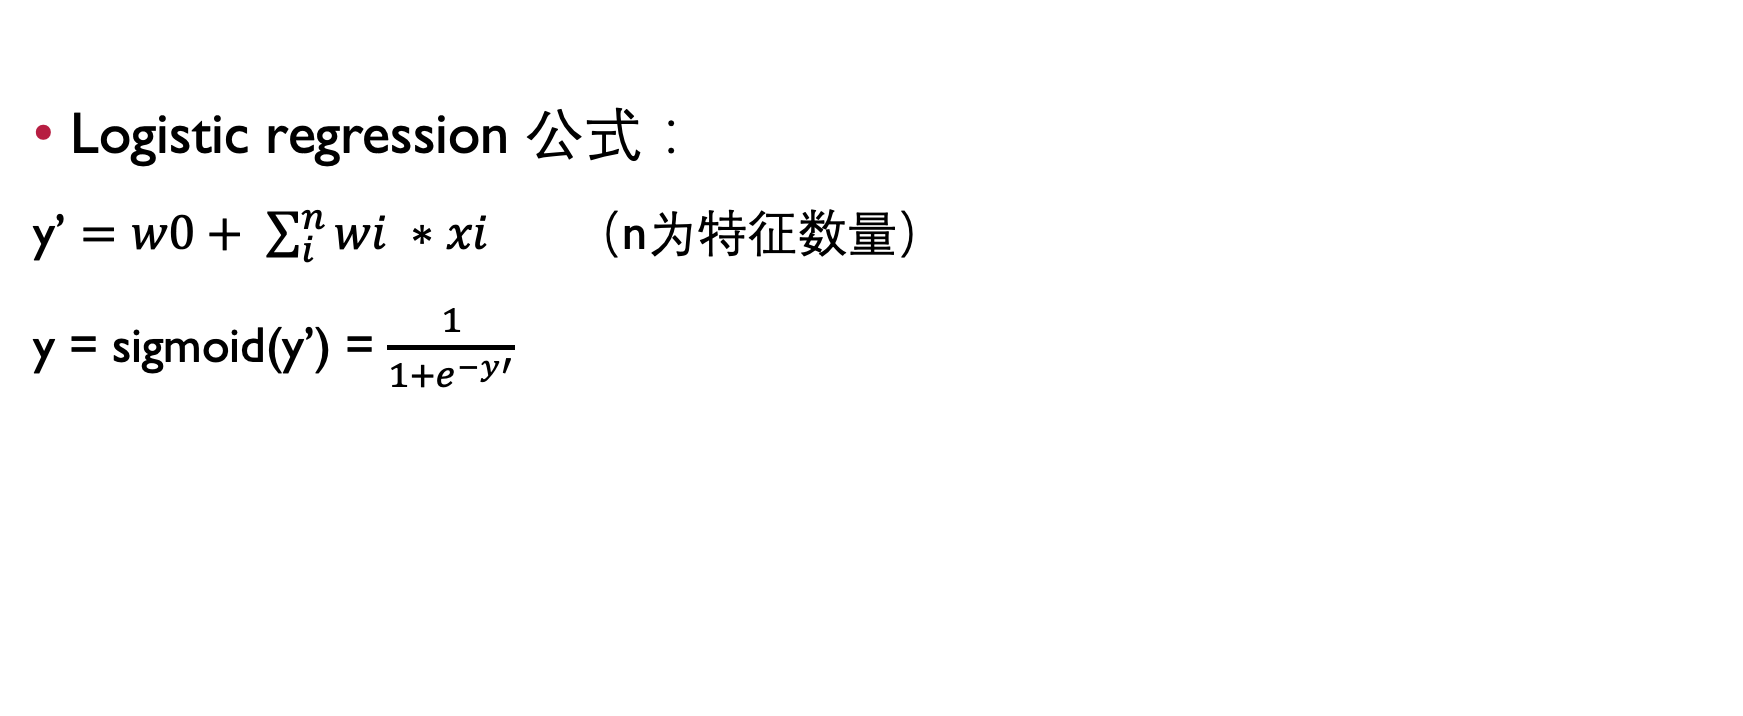 • Logistic regression 公式：
y’ = w0 + ∑ᵢⁿ wi * xi （n为特征数量）
y = sigmoid(y’) = 1/(1+e^(−y′))